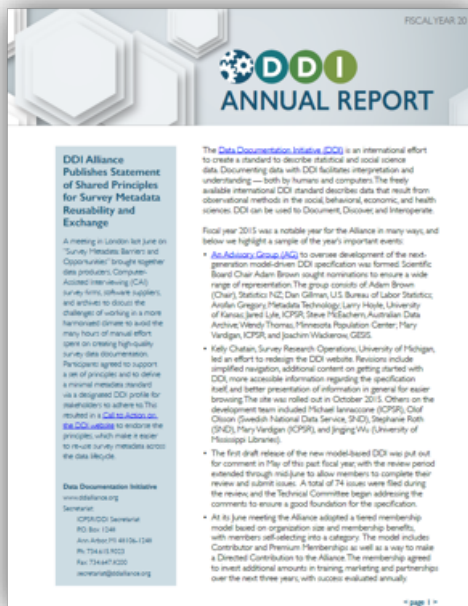 FISCAL YEAR 20
DDI
ANNUAL REPORT
DDI Alliance
Publishes Statement
of Shared Principles
for Survey Metadata
Reusability and
Exchange
A meeting in London last June on
"Survey Metadata: Barriers and
Opportunities" brought together
data producers, Computer-
Assisted Interviewing (CAI)
survey firms, software suppliers,
and archives to discuss the
challenges of working in a more
harmonised climate to avoid the
many hours of manual effort
spent on creating high-quality
survey data documentation.
Participants agreed to support
a set of principles and to define
a minimal metadata standard
via a designated DDI profile for
stakeholders to adhere to. This
resulted in a Call to Action on
the DDI website to endorse the
principles, which make it easier
to re-use survey metadata across
the data lifecycle.
Data Documentation Initiative
www.ddialliance.org
Secretariat:
ICPSR/DDI Secretariat
P.O. Box 1248
Ann Arbor, MI 48106-1248
Ph: 734.615.9023
Fax: 734.647.8200
secretariat@ddialliance.org
The Data Documentation Initiative (DDI) is an international effort
to create a standard to describe statistical and social science
data. Documenting data with DDI facilitates interpretation and
understanding — both by humans and computers. The freely
available international DDI standard describes data that result from
observational methods in the social, behavioral, economic, and health
sciences. DDI can be used to Document, Discover, and Interoperate.
Fiscal year 2015 was a notable year for the Alliance in many ways, and
below we highlight a sample of the year's important events:
• An Advisory Group (AG) to oversee development of the next-
generation model-driven DDI specification was formed. Scientific
Board Chair Adam Brown sought nominations to ensure a wide
range of representation. The group consists of Adam Brown
(Chair), Statistics NZ; Dan Gillman, U.S. Bureau of Labor Statistics;
Arofan Gregory, Metadata Technology; Larry Hoyle, University
of Kansas; Jared Lyle, ICPSR; Steve McEachern, Australian Data
Archive; Wendy Thomas, Minnesota Population Center; Mary
Vardigan, ICPSR; and Joachim Wackerow, GESIS.
• Kelly Chatain, Survey Research Operations, University of Michigan,
led an effort to redesign the DDI website. Revisions include
simplified navigation, additional content on getting started with
DDI, more accessible information regarding the specification
itself, and better presentation of information in general for easier
browsing. The site was rolled out in October 2015. Others on the
development team included Michael Iannaccone (ICPSR), Olof
Olsson (Swedish National Data Service, SND), Stephanie Roth
(SND), Mary Vardigan (ICPSR), and Jingjing Wu (University of
Mississippi Libraries).
• The first draft release of the new model-based DDI was put out
for comment in May of this past fiscal year, with the review period
extended through mid-June to allow members to complete their
review and submit issues. A total of 74 issues were filed during
the review, and the Technical Committee began addressing the
comments to ensure a good foundation for the specification.
• At its June meeting the Alliance adopted a tiered membership
model based on organization size and membership benefits,
with members self-selecting into a category. The model includes
Contributor and Premium Memberships as well as a way to
make a Directed Contribution. The membership agreed
to invest additional amounts in training, marketing and partnerships
over the next three years, with success evaluated annually.
« page 1 »